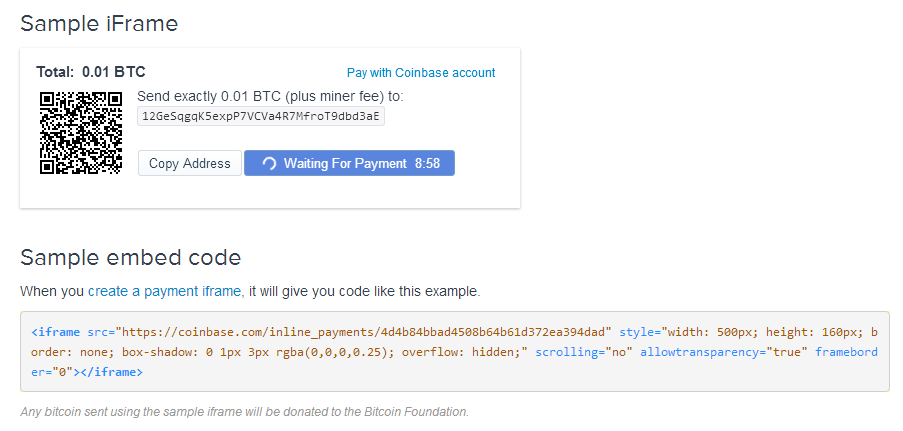 Sample iFrame
Total: 0.01 BTC
Pay with Coinbase account
Send exactly 0.01 BTC (plus miner fee) to:
12GeSqgqK5expP7VCVa4R7MfroT9dbd3aE
Copy Address
Waiting For Payment 8:58
Sample embed code
When you create a payment iframe, it will give you code like this example.
<iframe src="https://coinbase.com/inline_payments/4d4b84bbad4508b64b61d372ea394dad" style="width: 500px; height: 160px; b
order: none; box-shadow: 0 1px 3px rgba(0,0,0,0.25); overflow: hidden;" scrolling="no" allowtransparency="true" framebord
er="0"></iframe>
Any bitcoin sent using the sample iframe will be donated to the Bitcoin Foundation.